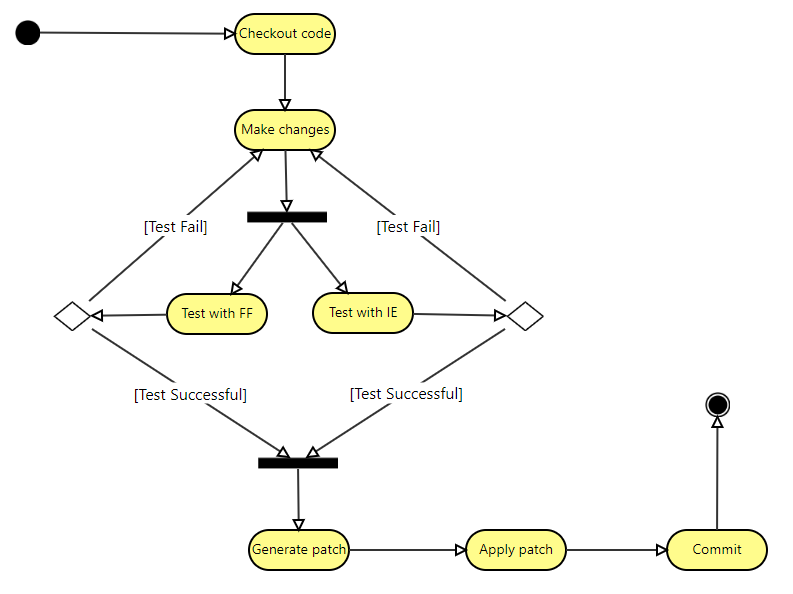 Checkout code
Make changes
[Test Fail]
[Test Fail]
Test with FF
Test with IE
[Test Successful]
[Test Successful]
Generate patch
Apply patch
Commit